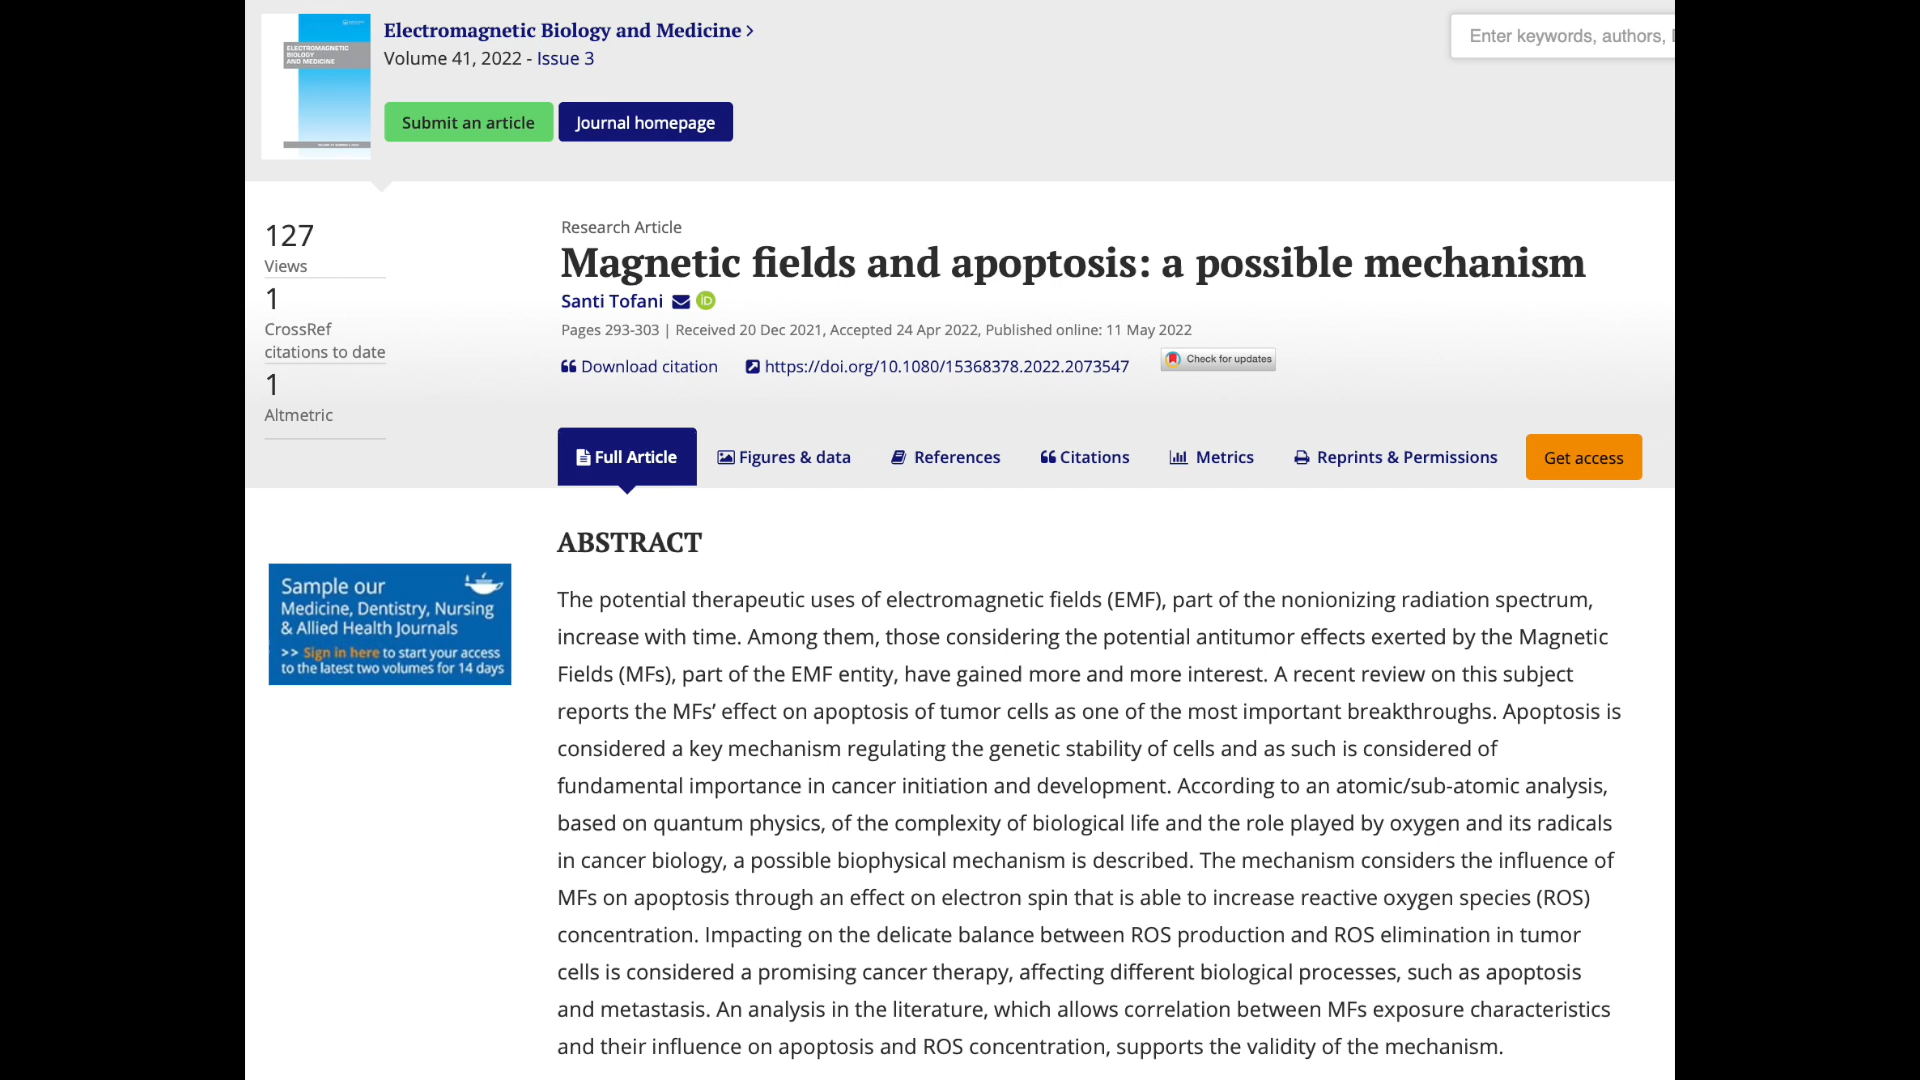 ELECTROMAGNETIC
BIOLOGY
AND MEDICINE
Electromagnetic Biology and Medicine
Volume 41, 2022 - Issue 3
Enter keywords, authors,
Submit an article
Journal homepage
127
Views
1
CrossRef
citations to date
1
Altmetric
Research Article
Magnetic fields and apoptosis: a possible mechanism
Santi Tofani iD
Pages 293-303 | Received 20 Dec 2021, Accepted 24 Apr 2022, Published online: 11 May 2022
Download citation https://doi.org/10.1080/15368378.2022.2073547 Check for updates
Full Article Figures & data References Citations Metrics Reprints & Permissions Get access
Sample our
Medicine, Dentistry, Nursing
& Allied Health Journals
>> Sign in here to start your access
to the latest two volumes for 14 days
ABSTRACT
The potential therapeutic uses of electromagnetic fields (EMF), part of the nonionizing radiation spectrum,
increase with time. Among them, those considering the potential antitumor effects exerted by the Magnetic
Fields (MFs), part of the EMF entity, have gained more and more interest. A recent review on this subject
reports the MFs’ effect on apoptosis of tumor cells as one of the most important breakthroughs. Apoptosis is
considered a key mechanism regulating the genetic stability of cells and as such is considered of
fundamental importance in cancer initiation and development. According to an atomic/sub-atomic analysis,
based on quantum physics, of the complexity of biological life and the role played by oxygen and its radicals
in cancer biology, a possible biophysical mechanism is described. The mechanism considers the influence of
MFs on apoptosis through an effect on electron spin that is able to increase reactive oxygen species (ROS)
concentration. Impacting on the delicate balance between ROS production and ROS elimination in tumor
cells is considered a promising cancer therapy, affecting different biological processes, such as apoptosis
and metastasis. An analysis in the literature, which allows correlation between MFs exposure characteristics
and their influence on apoptosis and ROS concentration, supports the validity of the mechanism.